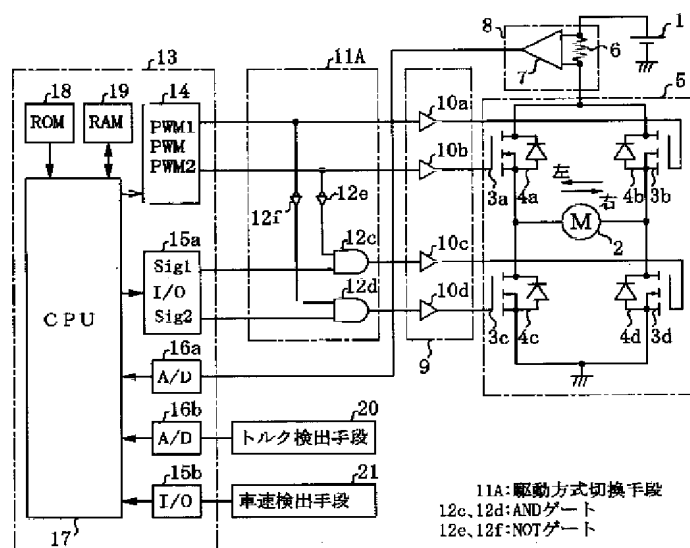 13
11A
8
7
6
1
5
18
19
14
ROM
RAM
PWM1
PWM
PWM2
10a
10b
12f
12e
3a
4a
左
右
4b
3b
M
2
15a
Sig1
I/O
Sig2
12c
12d
10c
10d
3c
4c
4d
3d
9
CPU
16a
A/D
16b
A/D
20
トルク検出手段
15b
I/O
21
車速検出手段
17
11A:駆動方式切換手段
12c、12d:ANDゲート
12e、12f:NOTゲート